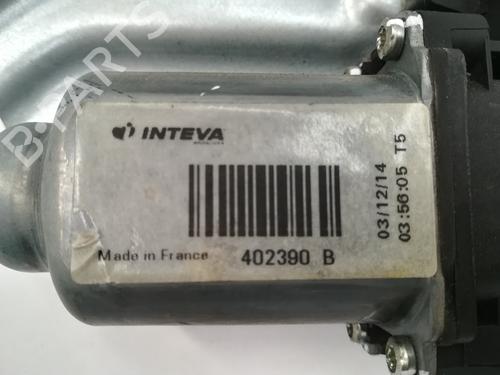 INTEVA
Made in France
402390 B
03/12/14
03:56:05 T5
B-PARTS